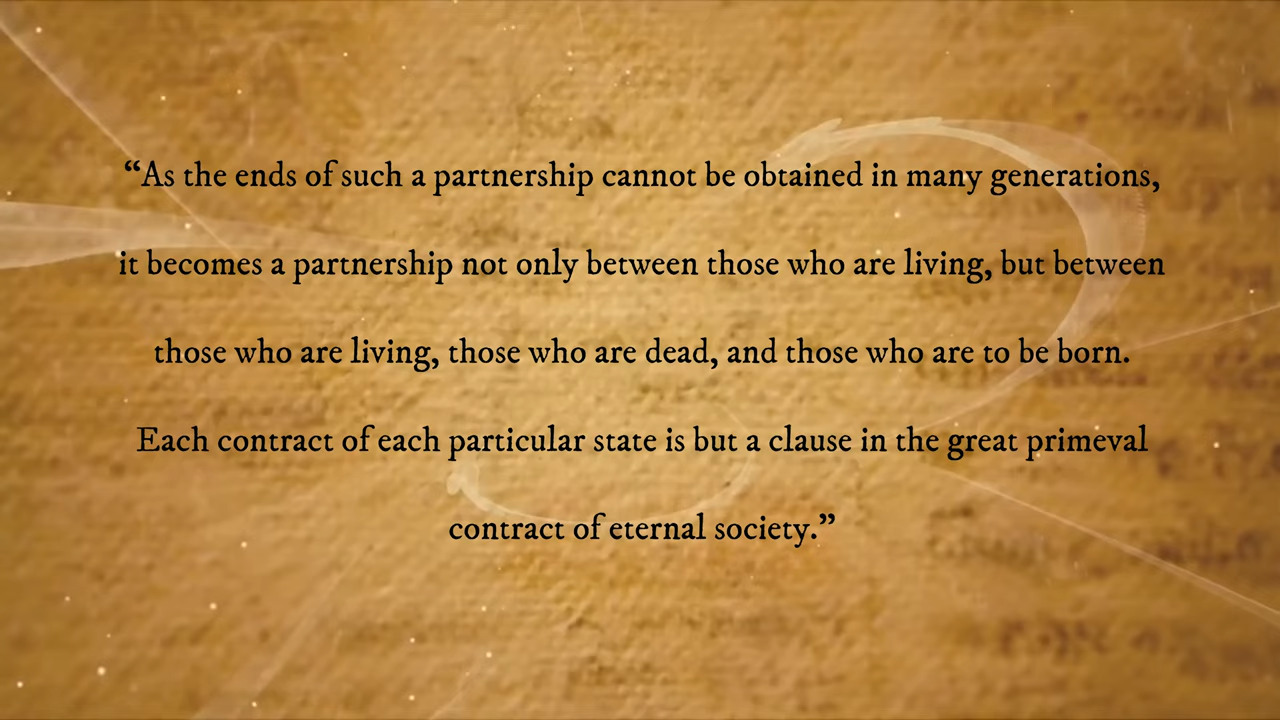 “As the ends of such a partnership cannot be obtained in many generations,
it becomes a partnership not only between those who are living, but between
those who are living, those who are dead, and those who are to be born.
Each contract of each particular state is but a clause in the great primeval
contract of eternal society.”